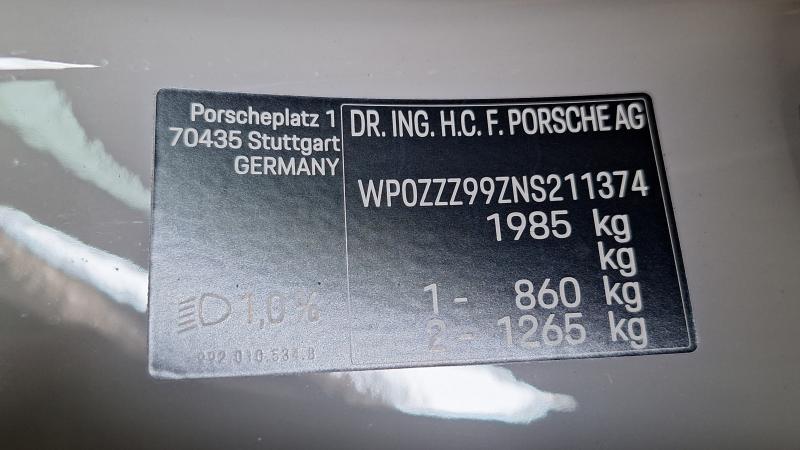 Porscheplatz 1
70435 Stuttgart
GERMANY
DR. ING. H.C. F. PORSCHE AG
WP0ZZZ99ZNS211374
1985 kg
kg
1 - 860 kg
2 - 1265 kg
1,0 %
992.010.534.B